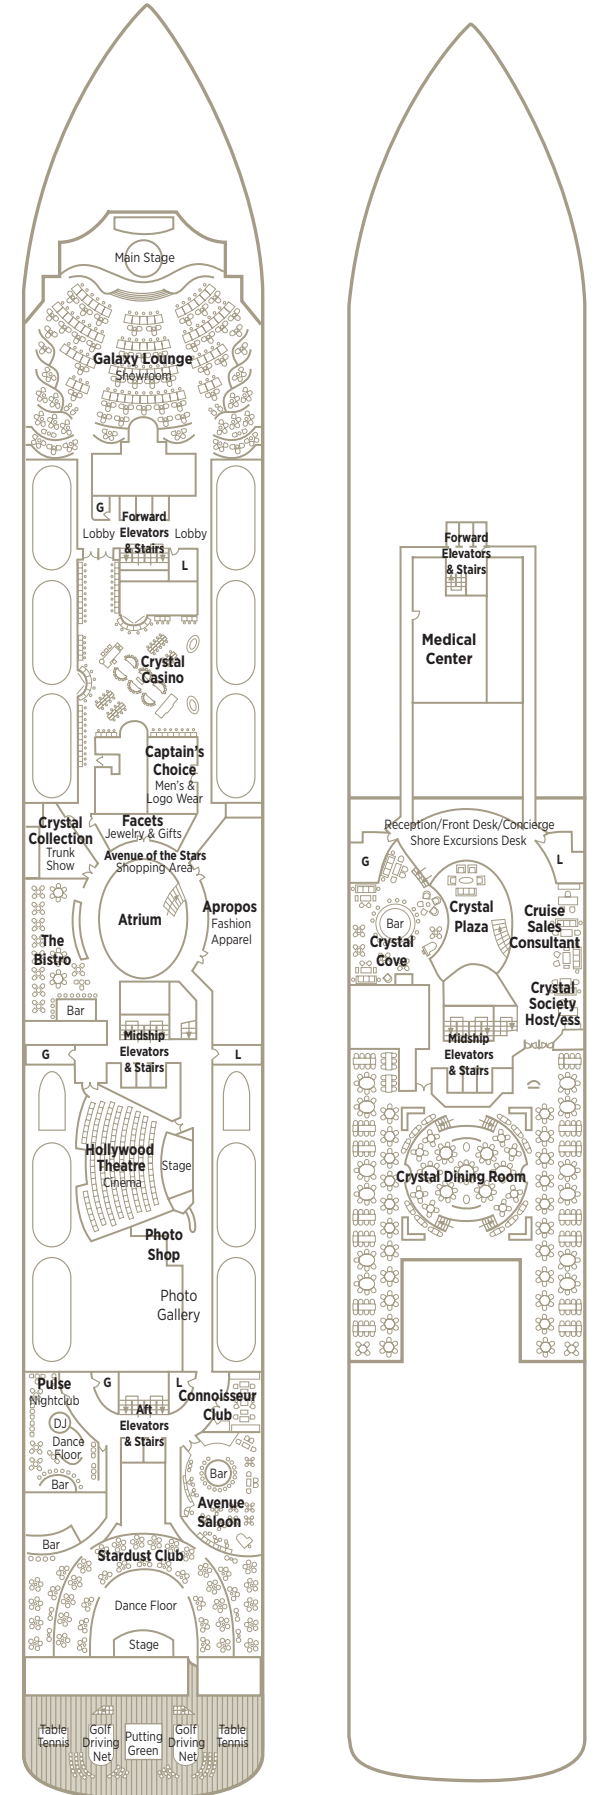 Main Stage
Galaxy Lounge
Showroom
G
Forward
Elevators
& Stairs
Lobby
Lobby
L
Crystal
Casino
Captain's
Choice
Men's &
Logo Wear
Facets
Jewelry & Gifts
Crystal
Collection
Trunk
Show
Avenue of the Stars
Shopping Area
Atrium
Apropos
Fashion
Apparel
The
Bistro
Bar
Midship
Elevators
& Stairs
G
L
Hollywood
Theatre
Cinema
Stage
Photo
Shop
Photo
Gallery
Pulse
Nightclub
DJ
Dance
Floor
Bar
G
L
Aft
Elevators
& Stairs
Connoisseur
Club
Bar
Avenue
Saloon
Bar
Stardust Club
Dance Floor
Stage
Table
Tennis
Golf
Driving
Net
Putting
Green
Golf
Driving
Net
Table
Tennis
Forward
Elevators
& Stairs
Medical
Center
Reception/Front Desk/Concierge
Shore Excursions Desk
G
L
Crystal
Plaza
Bar
Crystal
Cove
Cruise
Sales
Consultant
Crystal
Society
Host/ess
Midship
Elevators
& Stairs
Crystal Dining Room